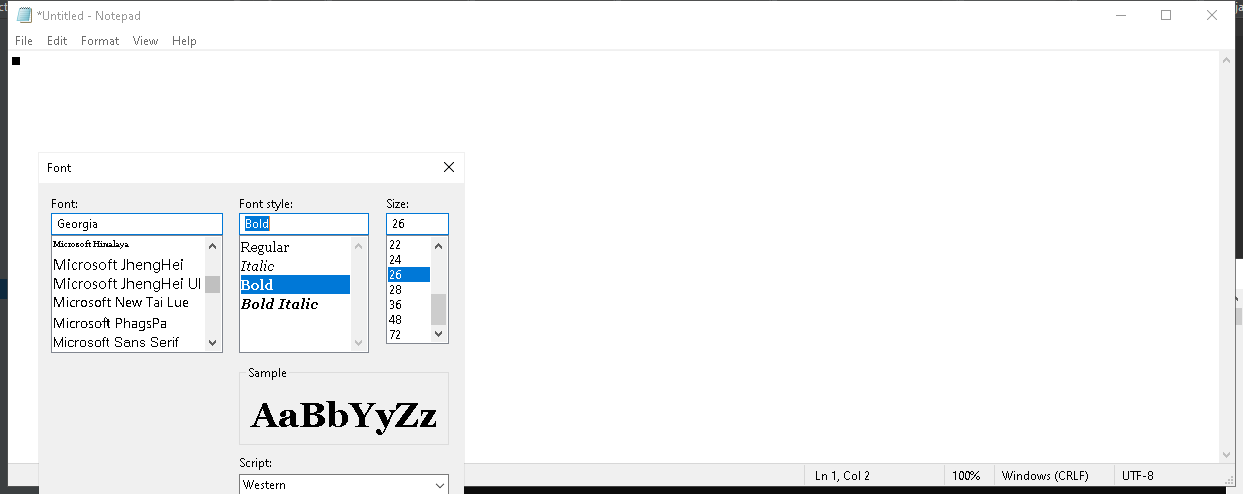 *Untitled - Notepad
File Edit Format View Help
■
Font
Font: Font style: Size:
Georgia Bold 26
Microsoft Himalaya
Microsoft JhengHei
Microsoft JhengHei UI
Microsoft New Tai Lue
Microsoft PhagsPa
Microsoft Sans Serif
Regular
Italic
Bold
Bold Italic
22
24
26
28
36
48
72
Sample
AaBbYyZz
Script:
Western
Ln 1, Col 2 100% Windows (CRLF) UTF-8